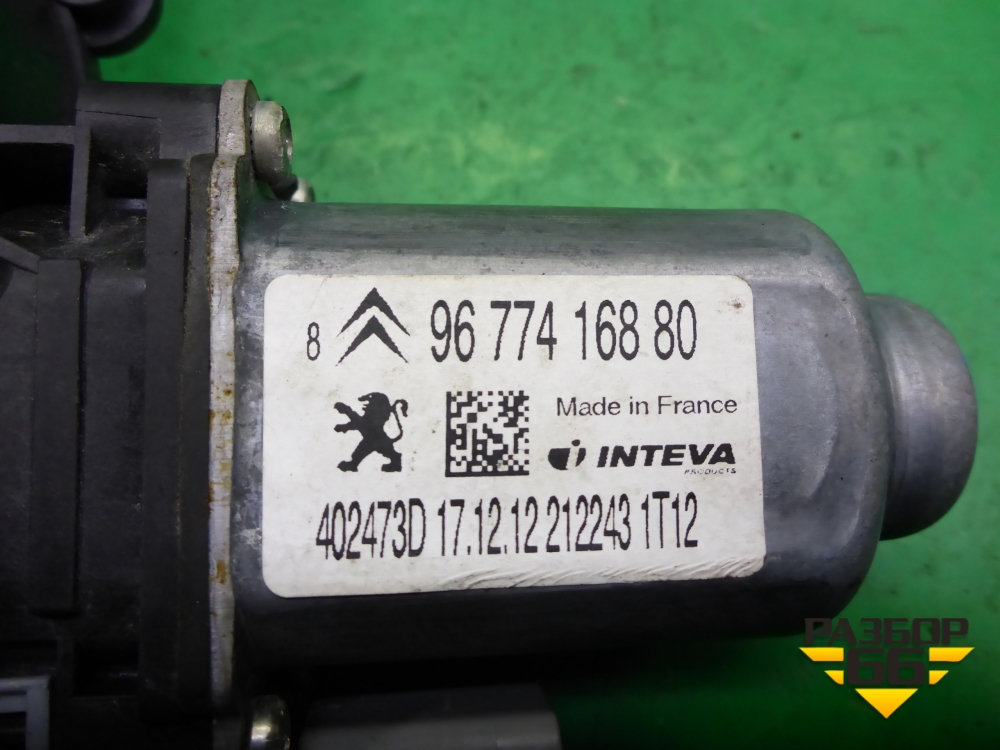 8 96 774 168 80
Made in France
INTEVA
PRODUCTS
402473D 17.12.12 212243 1T12
РАЗБОР
66